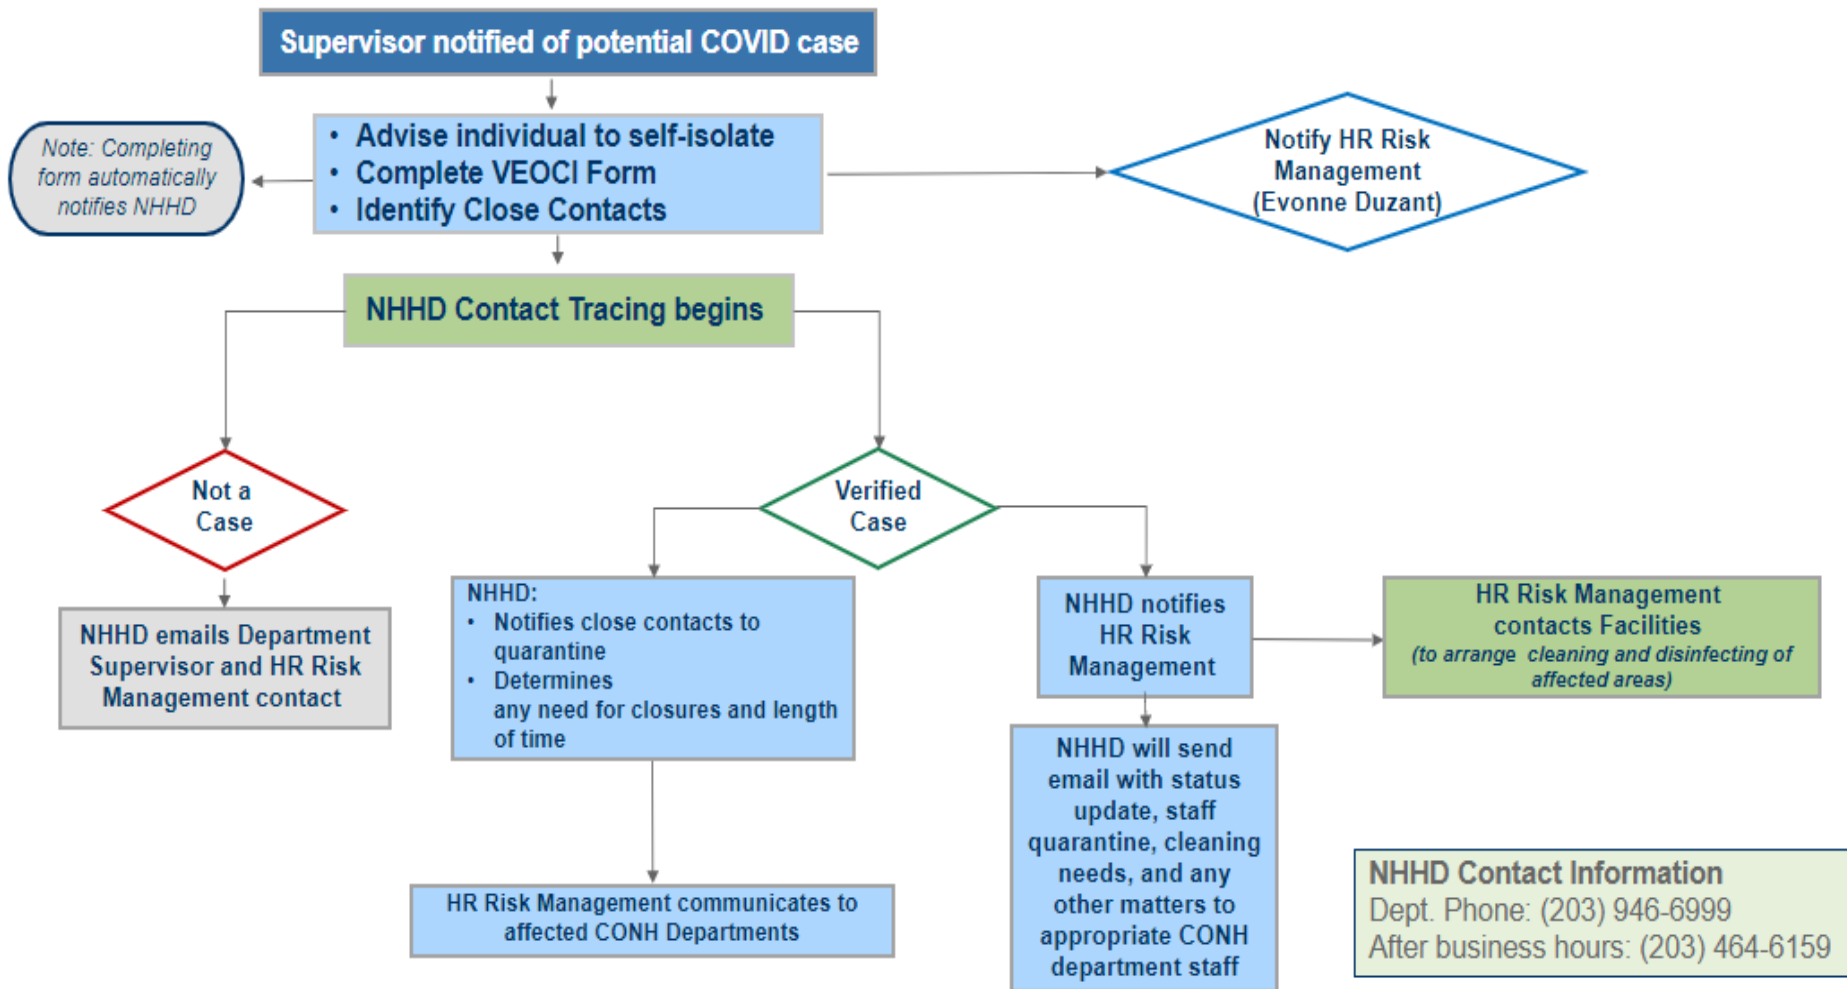 Supervisor notified of potential COVID case
Note: Completing
form automatically
notifies NHHD
• Advise individual to self-isolate
• Complete VEOCI Form
• Identify Close Contacts
Notify HR Risk
Management
(Evonne Duzant)
NHHD Contact Tracing begins
Not a
Case
Verified
Case
NHHD emails Department
Supervisor and HR Risk
Management contact
NHHD:
• Notifies close contacts to
quarantine
• Determines
any need for closures and length
of time
NHHD notifies
HR Risk
Management
HR Risk Management
contacts Facilities
(to arrange cleaning and disinfecting of
affected areas)
HR Risk Management communicates to
affected CONH Departments
NHHD will send
email with status
update, staff
quarantine, cleaning
needs, and any
other matters to
appropriate CONH
department staff
NHHD Contact Information
Dept. Phone: (203) 946-6999
After business hours: (203) 464-6159